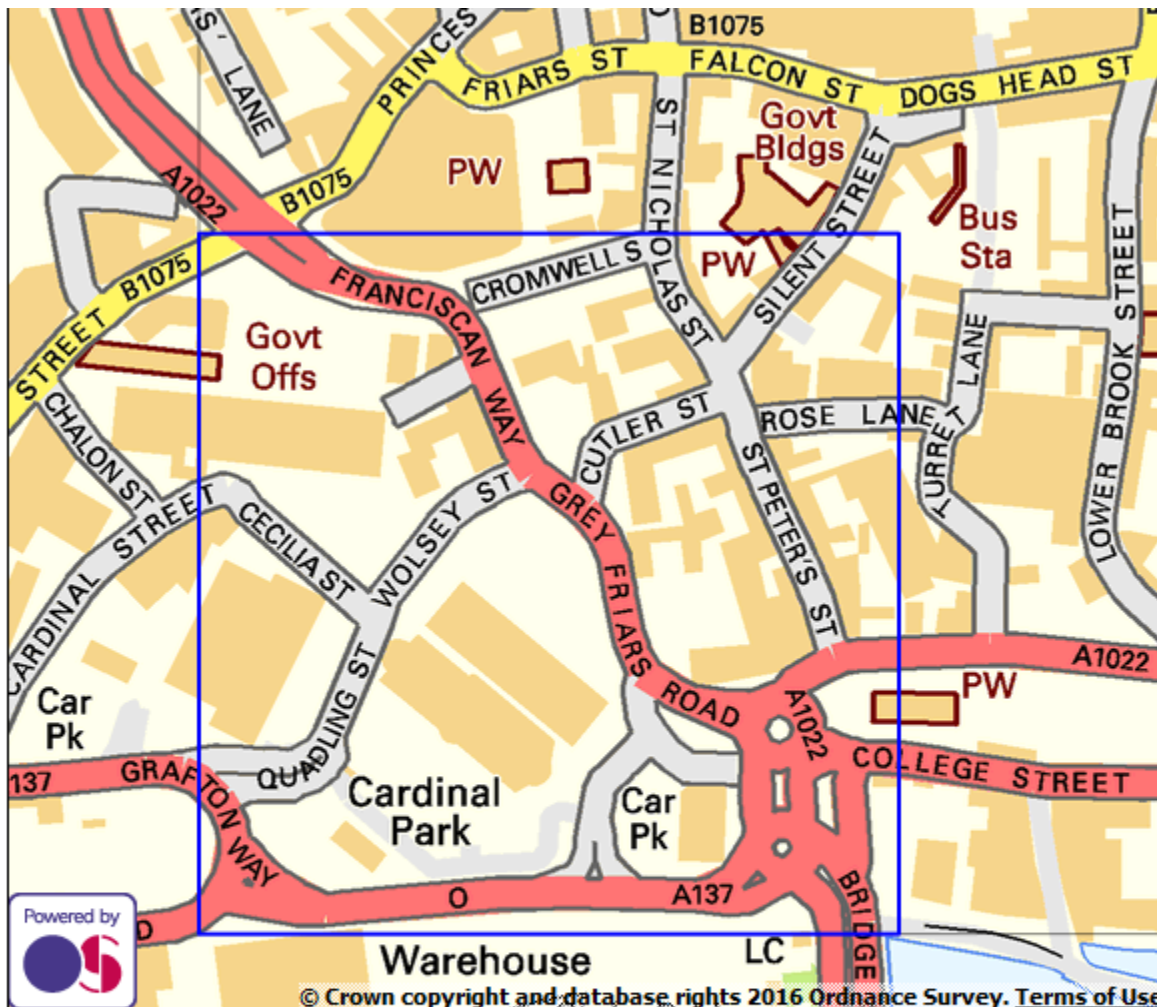 S' LANE
PRINCES
B1075
FRIARS ST
FALCON ST
DOGS HEAD ST
ST NICHOLAS ST
Govt
Bldgs
SILENT STREET
PW
A1022
B1075
Bus
Sta
PW
B1075
CROMWELL S
FRANCISCAN WAY
LOWER BROOK STREET
STREET
Govt
Offs
TURRET LANE
CHALON ST
CUTLER ST
ROSE LANE
ST PETER'S ST
WOLSEY ST
GREY FRIARS ROAD
CARDINAL STREET
CECILIA ST
QUADLING ST
A1022
PW
Car
Pk
A1022
COLLEGE STREET
137
GRAFTON WAY
Cardinal
Park
Car
Pk
O
A137
BRIDGE
Powered by
OS
D
Warehouse
LC
© Crown copyright and database rights 2016 Ordnance Survey. Terms of Use